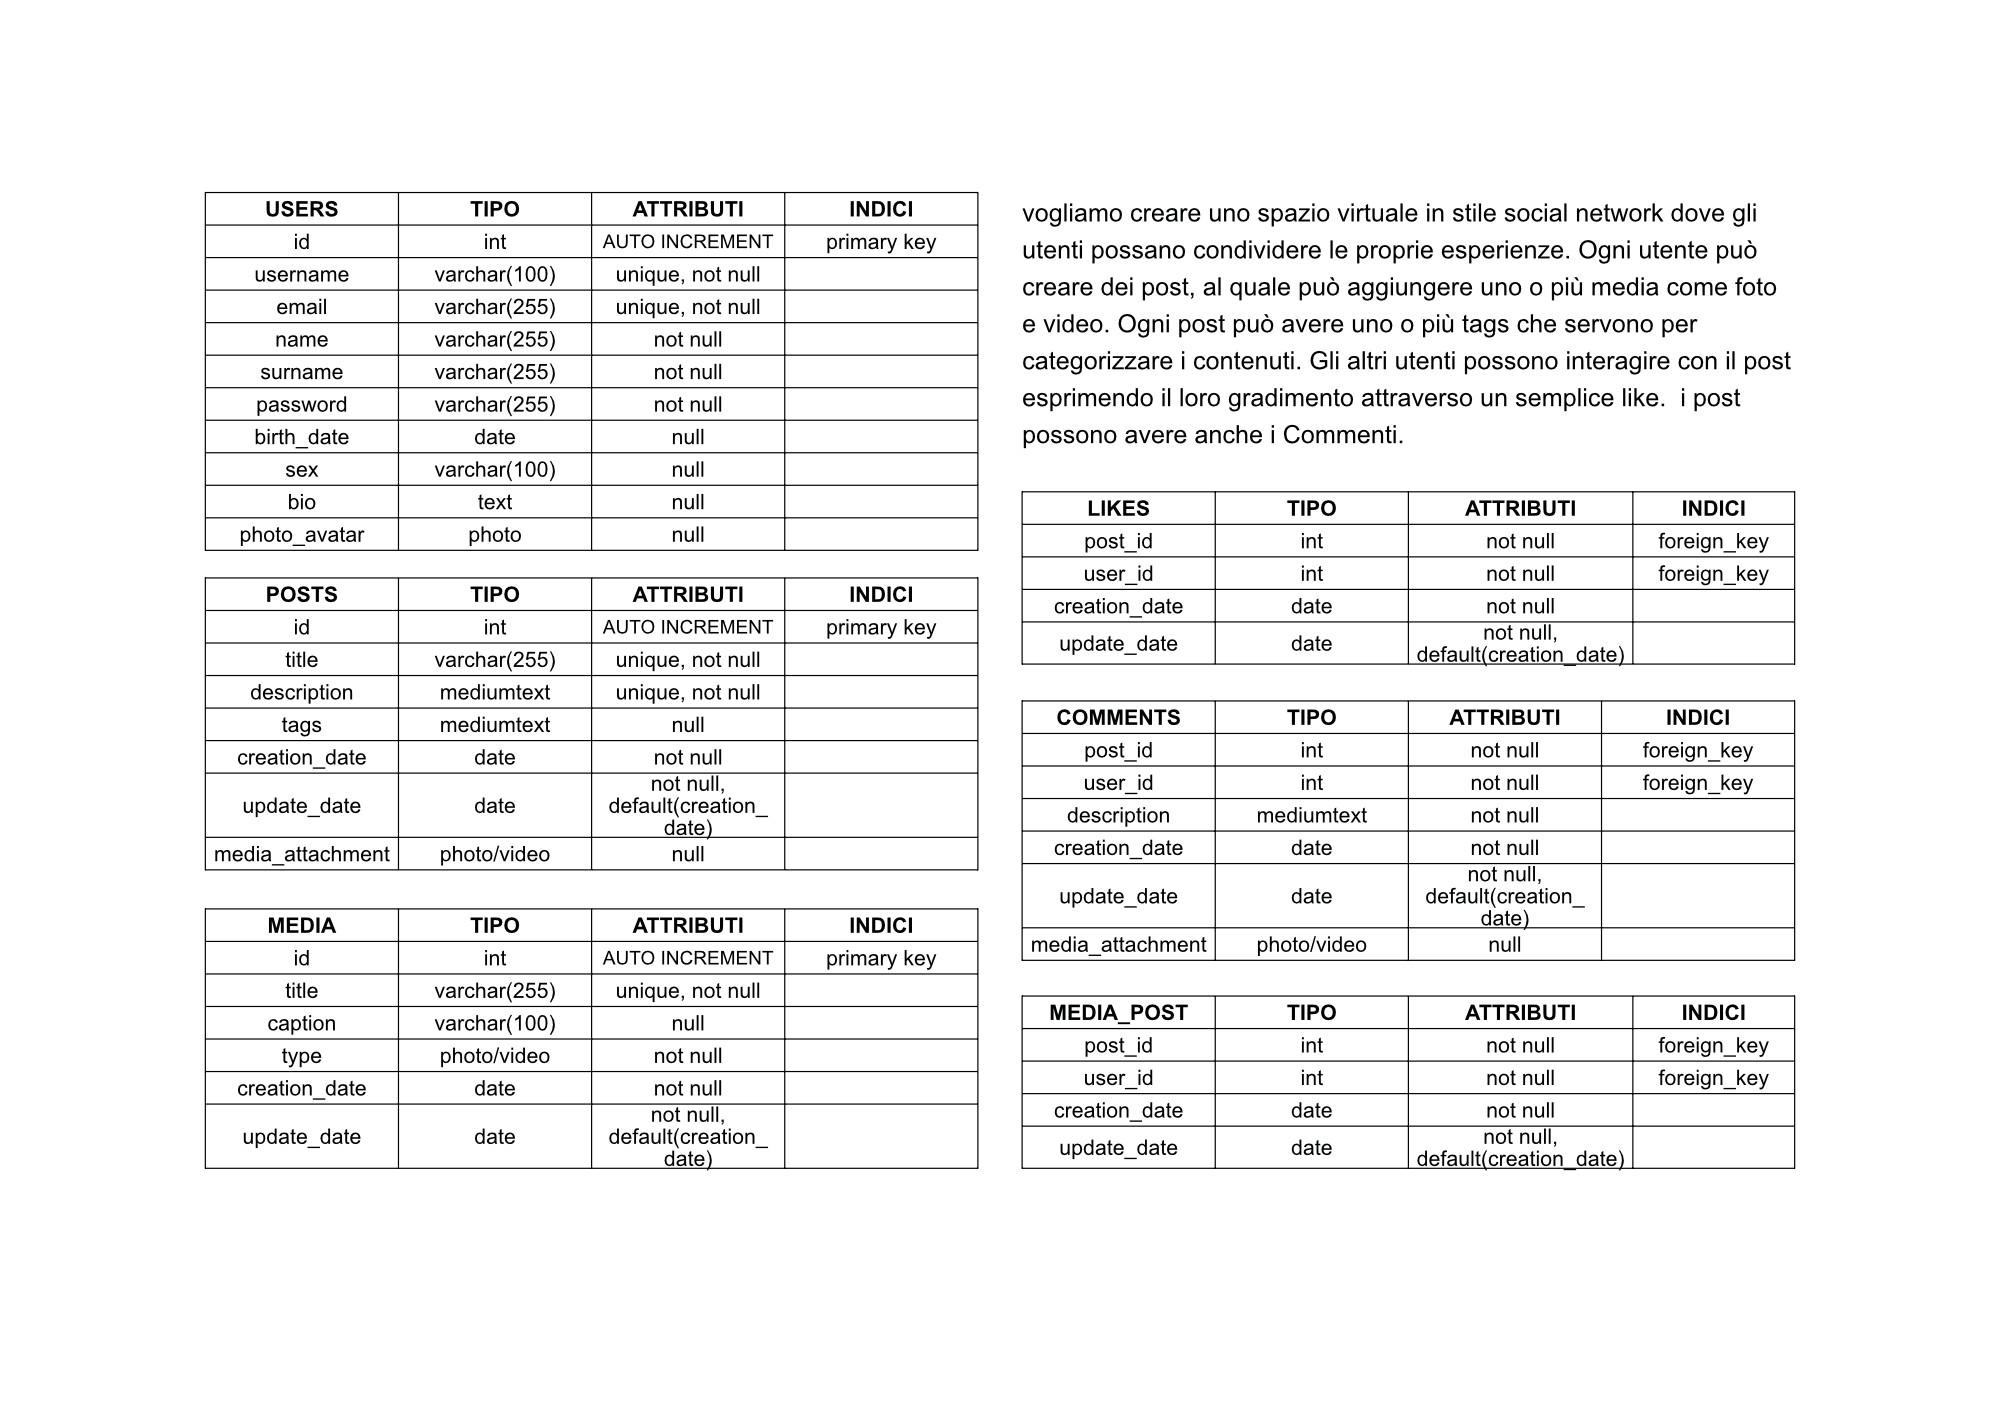 USERS TIPO ATTRIBUTI INDICI
id int AUTO INCREMENT primary key
username varchar(100) unique, not null
email varchar(255) unique, not null
name varchar(255) not null
surname varchar(255) not null
password varchar(255) not null
birth_date date null
sex varchar(100) null
bio text null
photo_avatar photo null
POSTS TIPO ATTRIBUTI INDICI
id int AUTO INCREMENT primary key
title varchar(255) unique, not null
description mediumtext unique, not null
tags mediumtext null
creation_date date not null
update_date date not null,
default(creation_
date)
media_attachment photo/video null
MEDIA TIPO ATTRIBUTI INDICI
id int AUTO INCREMENT primary key
title varchar(255) unique, not null
caption varchar(100) null
type photo/video not null
creation_date date not null
update_date date not null,
default(creation_
date)
vogliamo creare uno spazio virtuale in stile social network dove gli
utenti possano condividere le proprie esperienze. Ogni utente può
creare dei post, al quale può aggiungere uno o più media come foto
e video. Ogni post può avere uno o più tags che servono per
categorizzare i contenuti. Gli altri utenti possono interagire con il post
esprimendo il loro gradimento attraverso un semplice like.  i post
possono avere anche i Commenti.
LIKES TIPO ATTRIBUTI INDICI
post_id int not null foreign_key
user_id int not null foreign_key
creation_date date not null
update_date date not null,
default(creation_date)
COMMENTS TIPO ATTRIBUTI INDICI
post_id int not null foreign_key
user_id int not null foreign_key
description mediumtext not null
creation_date date not null
update_date date not null,
default(creation_
date)
media_attachment photo/video null
MEDIA_POST TIPO ATTRIBUTI INDICI
post_id int not null foreign_key
user_id int not null foreign_key
creation_date date not null
update_date date not null,
default(creation_date)